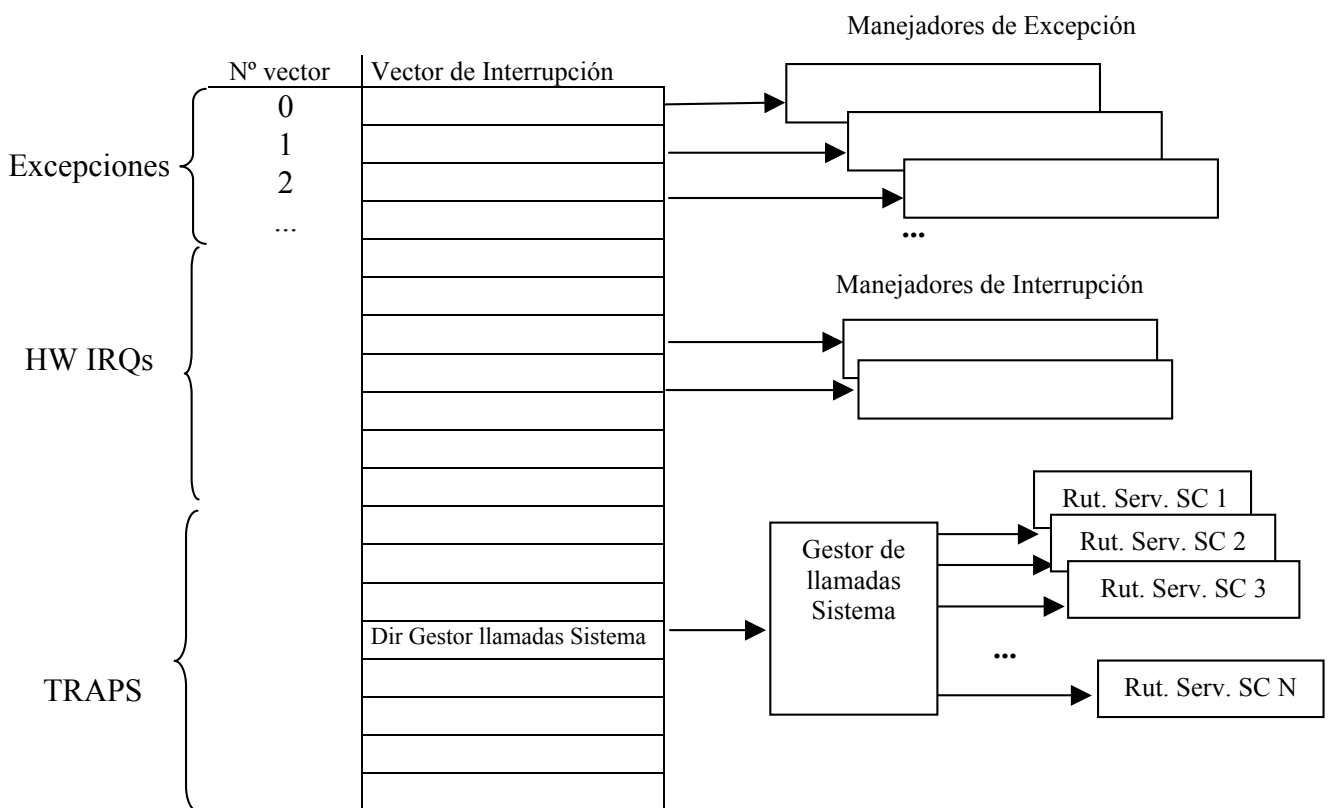 Manejadores de Excepción
Nº vector
Vector de Interrupción
0
1
2
...
Excepciones
...
Manejadores de Interrupción
HW IRQs
Rut. Serv. SC 1
Rut. Serv. SC 2
Rut. Serv. SC 3
Gestor de
llamadas
Sistema
Dir Gestor llamadas Sistema
...
TRAPS
Rut. Serv. SC N